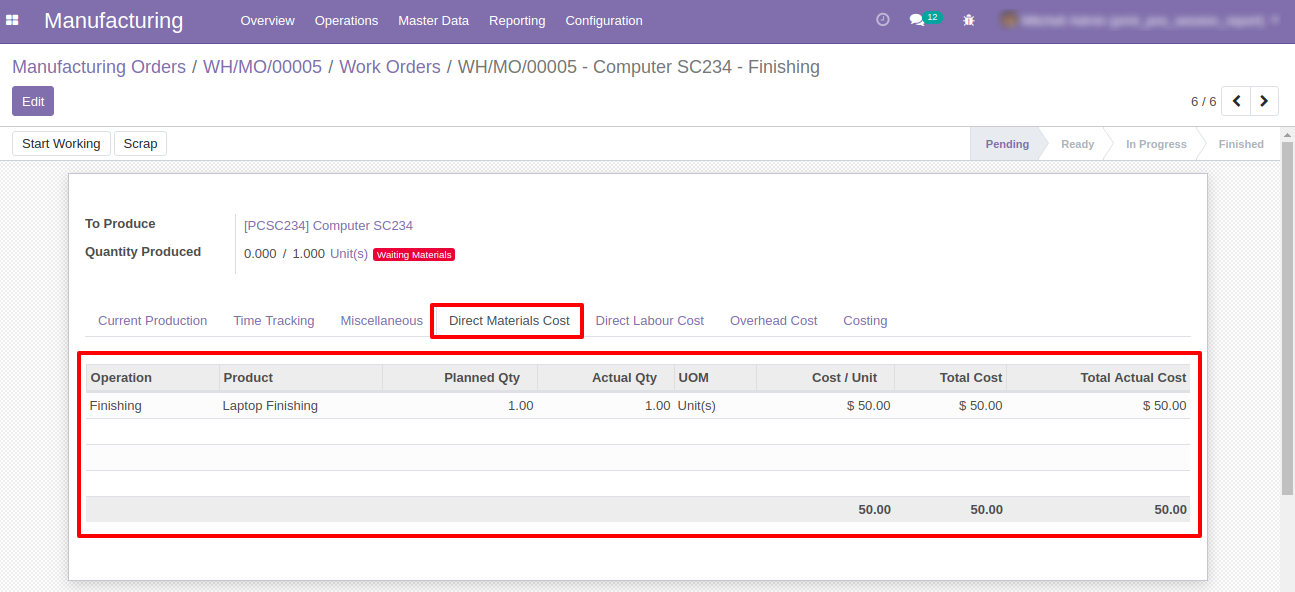 Manufacturing Overview Operations Master Data Reporting Configuration 12
Manufacturing Orders / WH/MO/00005 / Work Orders / WH/MO/00005 - Computer SC234 - Finishing
Edit 6 / 6
Start Working Scrap Pending Ready In Progress Finished
To Produce [PCSC234] Computer SC234
Quantity Produced 0.000 / 1.000 Unit(s) Waiting Materials
Current Production Time Tracking Miscellaneous Direct Materials Cost Direct Labour Cost Overhead Cost Costing
Operation Product Planned Qty Actual Qty UOM Cost / Unit Total Cost Total Actual Cost
Finishing Laptop Finishing 1.00 1.00 Unit(s) $ 50.00 $ 50.00 $ 50.00
50.00 50.00 50.00